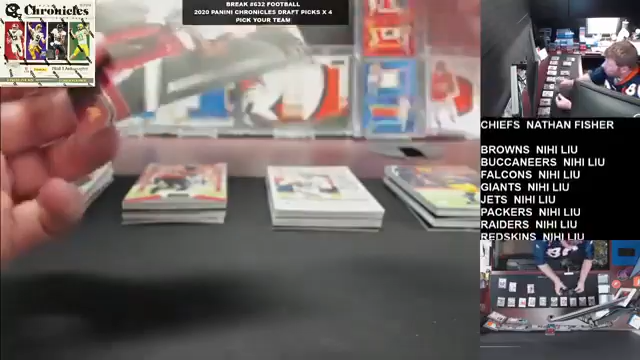 Chronicles
BREAK #632 FOOTBALL
2020 PANINI CHRONICLES DRAFT PICKS X 4
PICK YOUR TEAM
CHIEFS NATHAN FISHER
BROWNS NIHI LIU
BUCCANEERS NIHI LIU
FALCONS NIHI LIU
GIANTS NIHI LIU
JETS NIHI LIU
PACKERS NIHI LIU
RAIDERS NIHI LIU
REDSKINS NIHI LIU